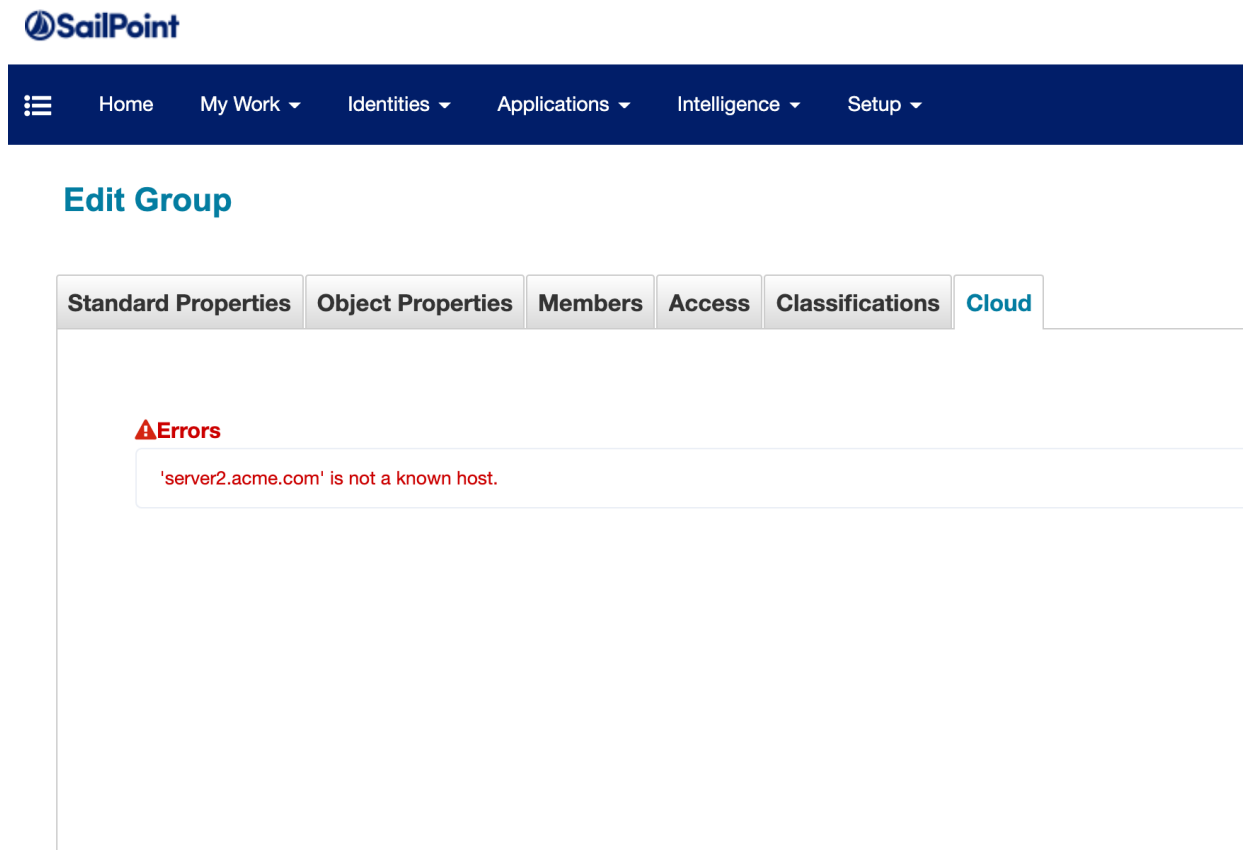 SailPoint
Home My Work Identities Applications Intelligence Setup
Edit Group
Standard Properties Object Properties Members Access Classifications Cloud
Errors
'server2.acme.com' is not a known host.